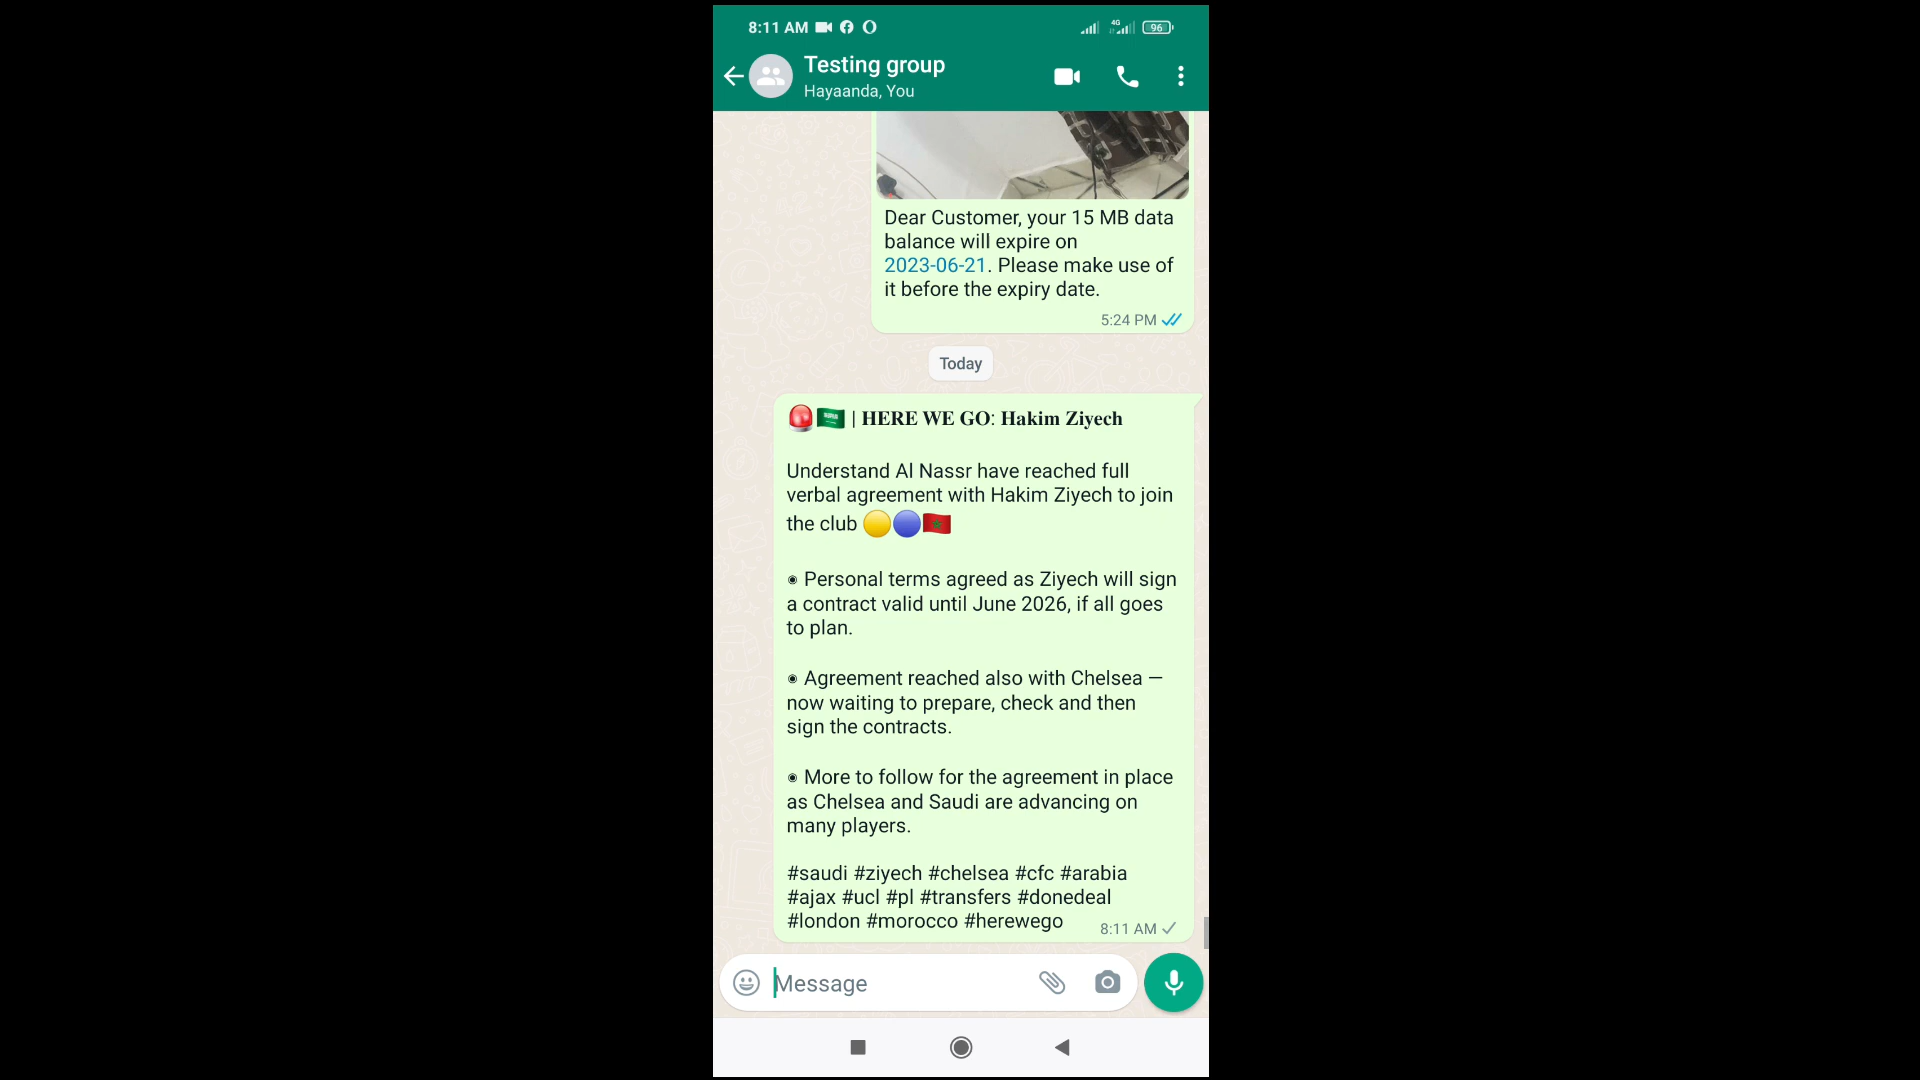 8:11 AM
4G
96
Testing group
Hayaanda, You
Dear Customer, your 15 MB data
balance will expire on
2023-06-21. Please make use of
it before the expiry date.
5:24 PM
Today
🚨🇸🇦 | 𝐇𝐄𝐑𝐄 𝐖𝐄 𝐆𝐎: 𝐇𝐚𝐤𝐢𝐦 𝐙𝐢𝐲𝐞𝐜𝐡
Understand Al Nassr have reached full
verbal agreement with Hakim Ziyech to join
the club 🟡🔵🇲🇦
◉ Personal terms agreed as Ziyech will sign
a contract valid until June 2026, if all goes
to plan.
◉ Agreement reached also with Chelsea —
now waiting to prepare, check and then
sign the contracts.
◉ More to follow for the agreement in place
as Chelsea and Saudi are advancing on
many players.
#saudi #ziyech #chelsea #cfc #arabia
#ajax #ucl #pl #transfers #donedeal
#london #morocco #herewego
8:11 AM
Message